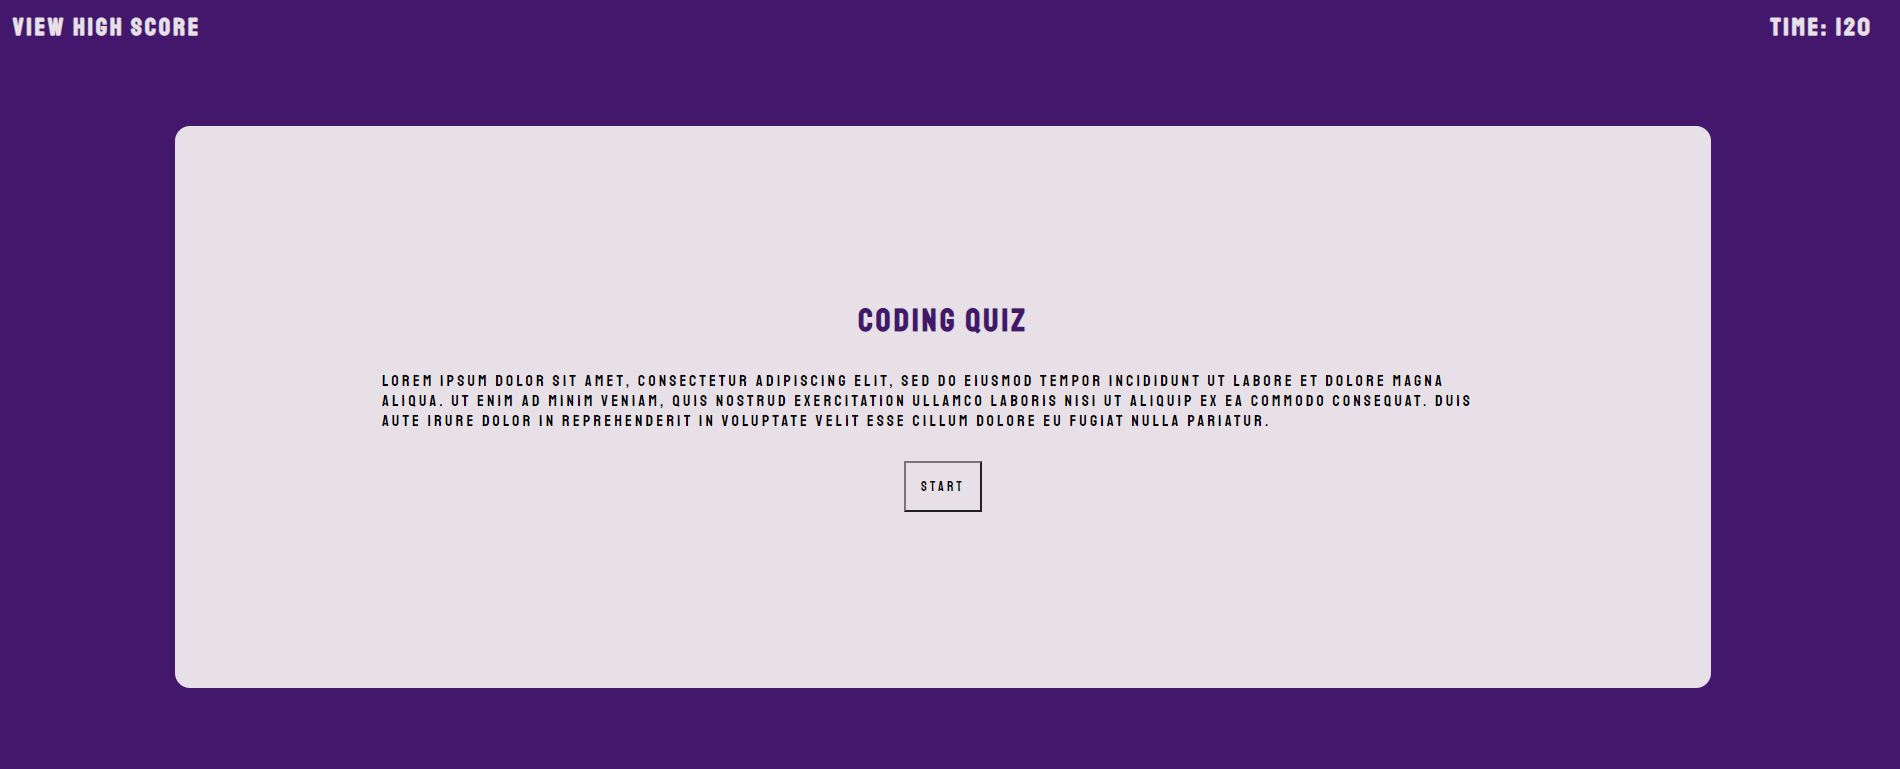 VIEW HIGH SCORE
TIME: 120
CODING QUIZ
LOREM IPSUM DOLOR SIT AMET, CONSECTETUR ADIPISCING ELIT, SED DO EIUSMOD TEMPOR INCIDIDUNT UT LABORE ET DOLORE MAGNA
ALIQUA. UT ENIM AD MINIM VENIAM, QUIS NOSTRUD EXERCITATION ULLAMCO LABORIS NISI UT ALIQUIP EX EA COMMODO CONSEQUAT. DUIS
AUTE IRURE DOLOR IN REPREHENDERIT IN VOLUPTATE VELIT ESSE CILLUM DOLORE EU FUGIAT NULLA PARIATUR.
START